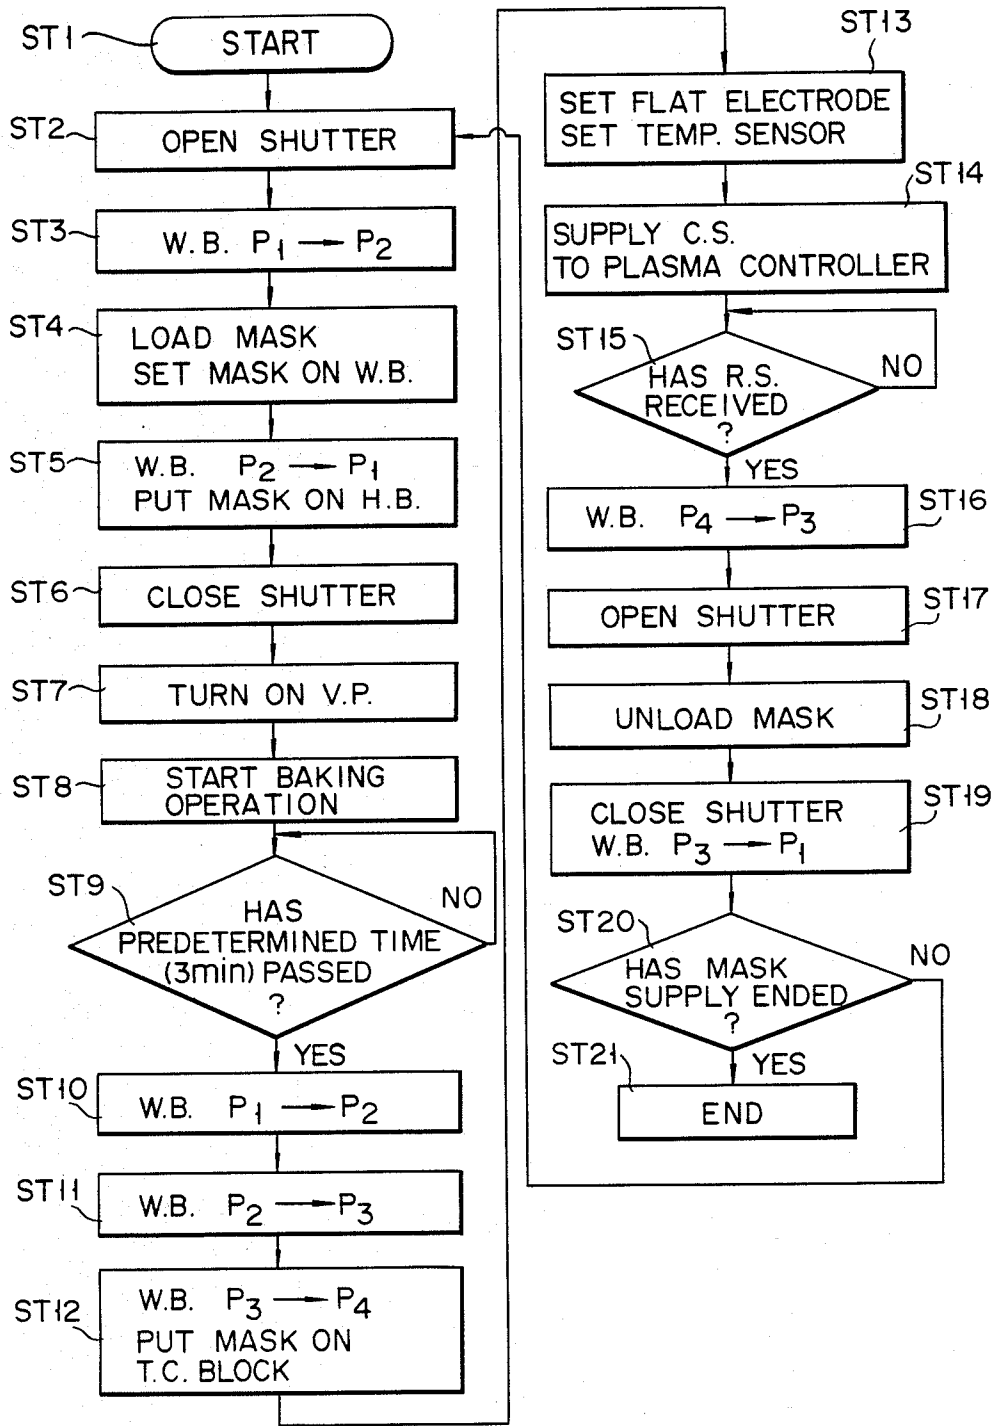 ST1
START
ST2
OPEN SHUTTER
ST3
W.B. P1 → P2
ST4
LOAD MASK
SET MASK ON W.B.
ST5
W.B. P2 → P1
PUT MASK ON H.B.
ST6
CLOSE SHUTTER
ST7
TURN ON V.P.
ST8
START BAKING
OPERATION
ST9
NO
HAS
PREDETERMINED TIME
(3min) PASSED
?
YES
ST10
W.B. P1 → P2
ST11
W.B. P2 → P3
ST12
W.B. P3 → P4
PUT MASK ON
T.C. BLOCK
ST13
SET FLAT ELECTRODE
SET TEMP. SENSOR
ST14
SUPPLY C.S.
TO PLASMA CONTROLLER
ST15
NO
HAS R.S.
RECEIVED
?
YES
ST16
W.B. P4 → P3
ST17
OPEN SHUTTER
ST18
UNLOAD MASK
ST19
CLOSE SHUTTER
W.B. P3 → P1
ST20
NO
HAS MASK
SUPPLY ENDED
?
YES
ST21
END